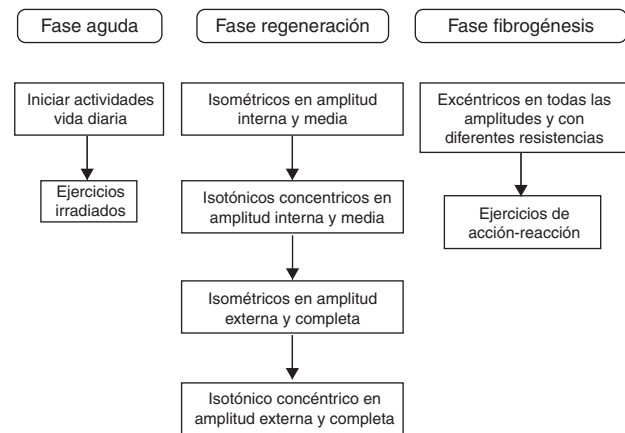 Fase aguda
Iniciar actividades
vida diaria
Ejercicios
irradiados
Fase regeneración
Isométricos en amplitud
interna y media
Isotónicos concentricos en
amplitud interna y media
Isométricos en amplitud
externa y completa
Isotónico concéntrico en
amplitud externa y completa
Fase fibrogénesis
Excéntricos en todas las
amplitudes y con
diferentes resistencias
Ejercicios de
acción-reacción